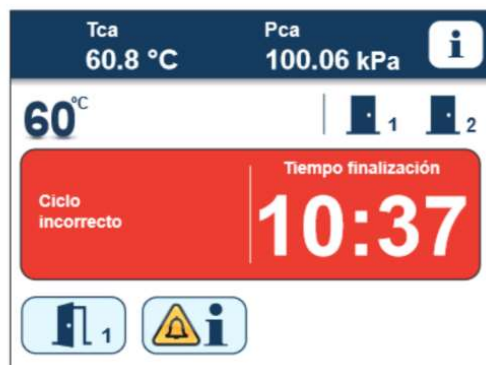 Tca
60.8 °C
Pca
100.06 kPa
i
60°C
1
2
Ciclo
incorrecto
Tiempo finalización
10:37
1
i